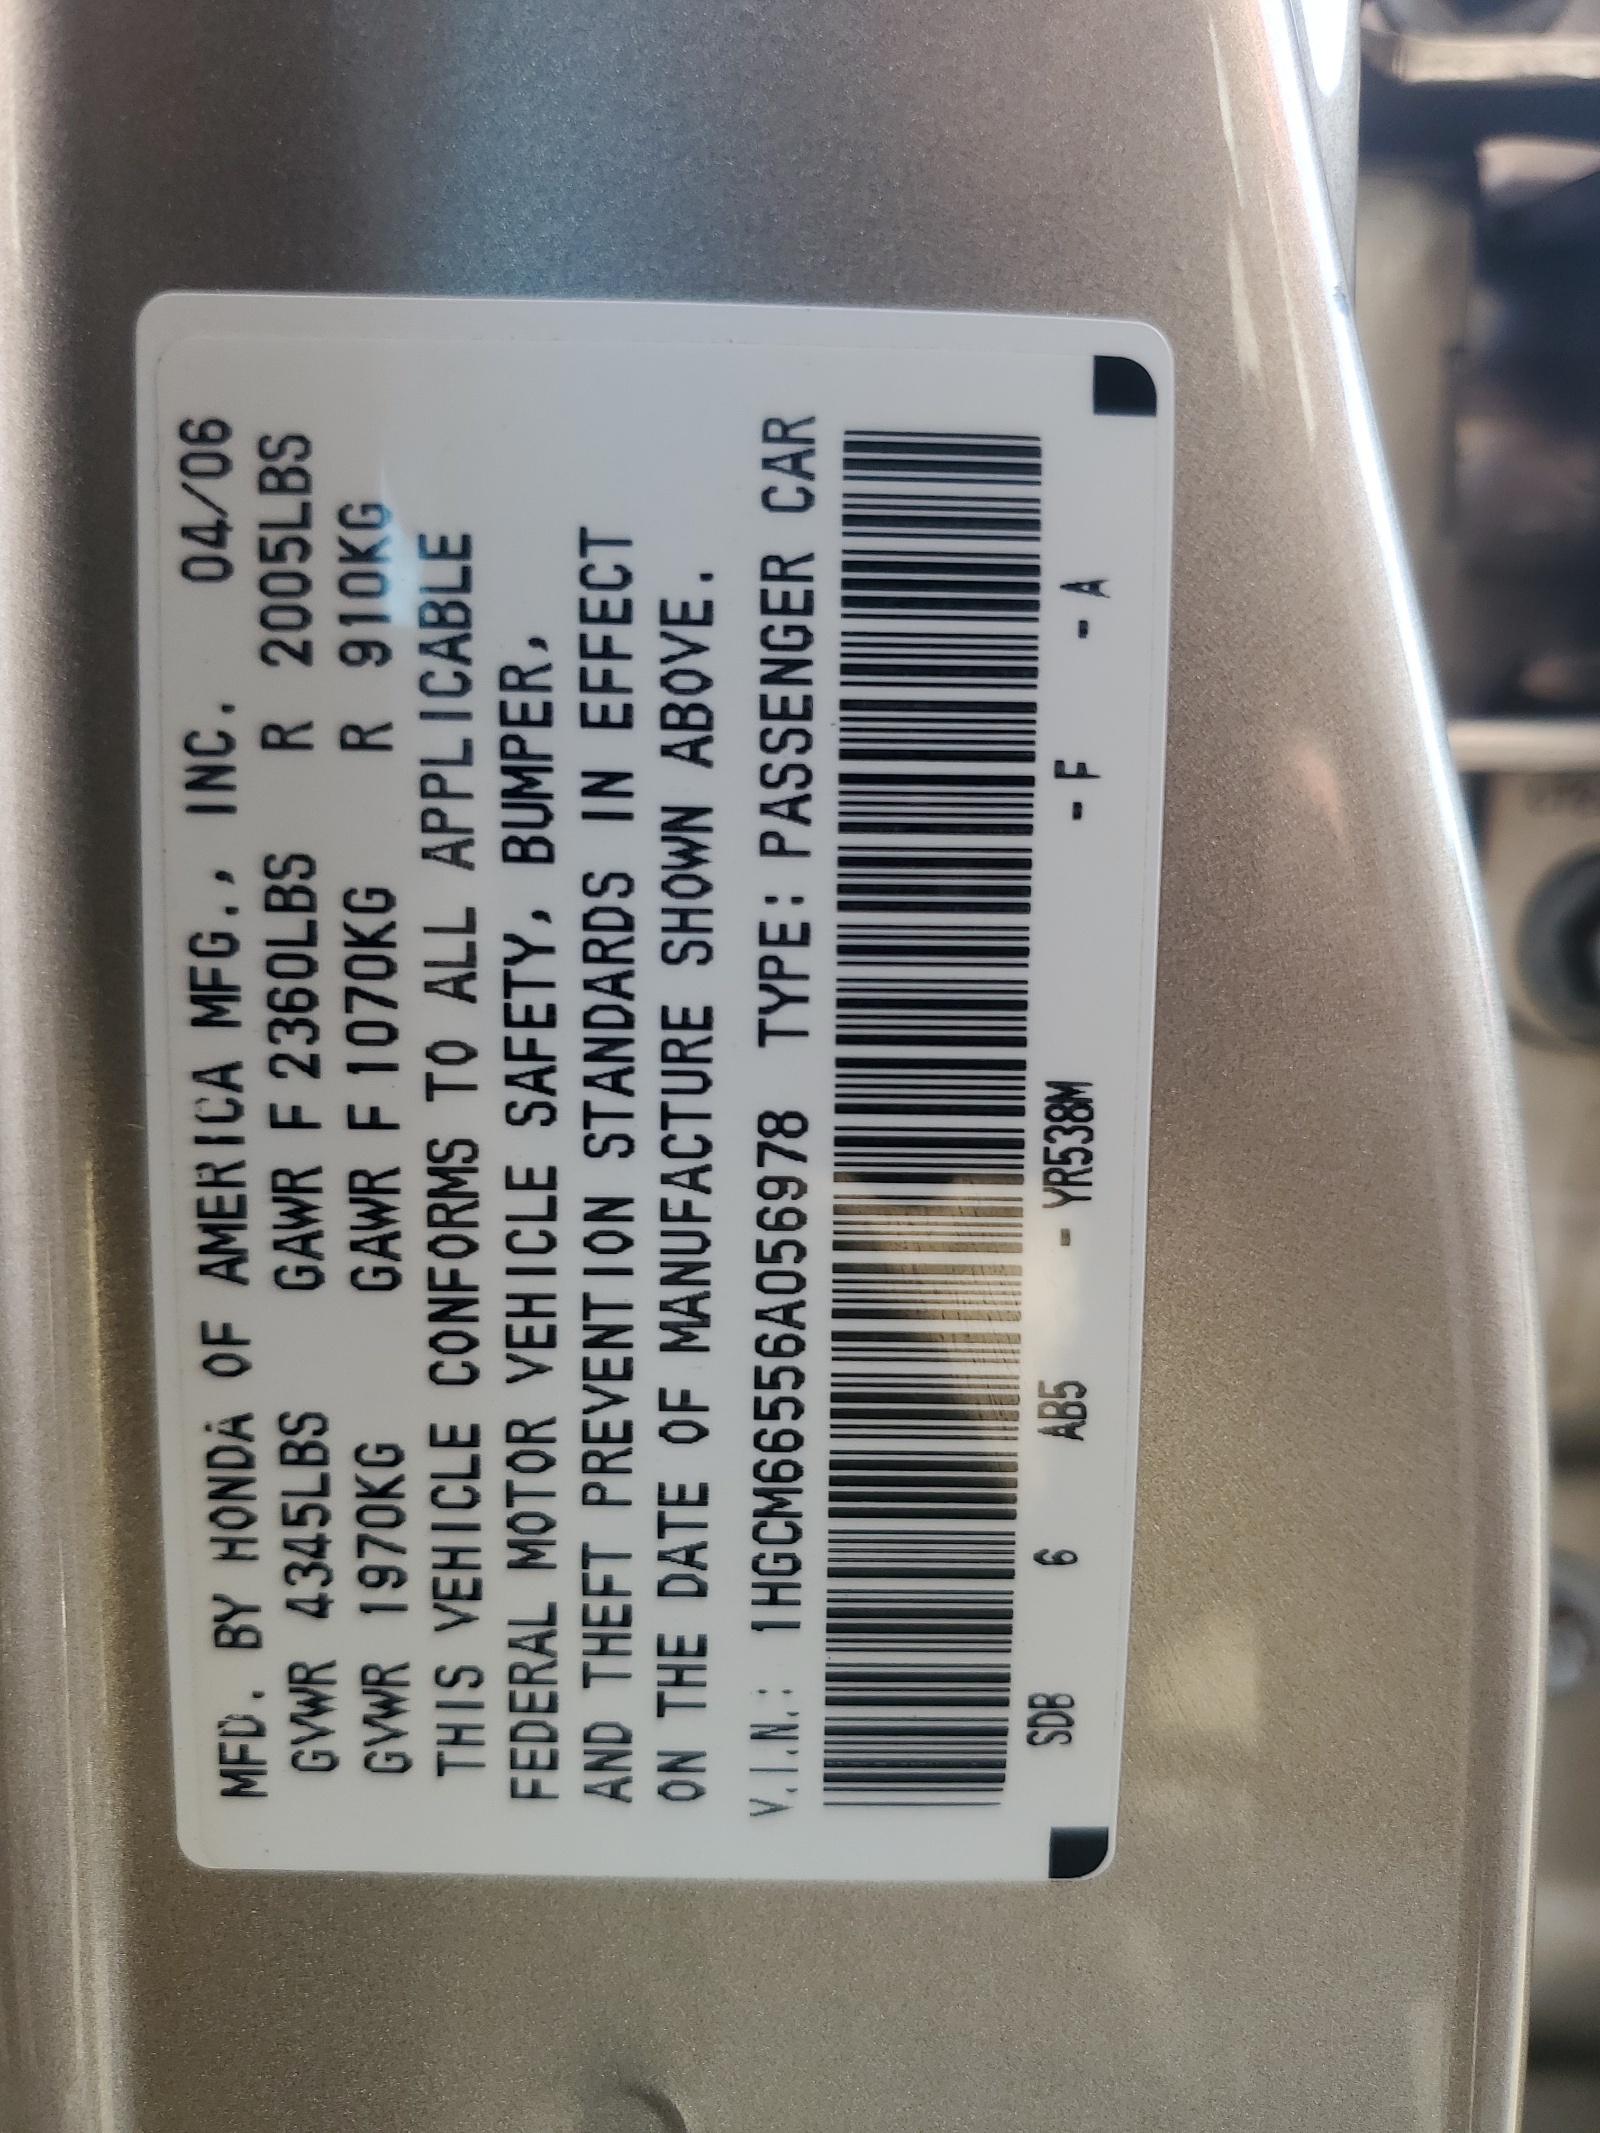 MFD. BY HONDA OF AMERICA MFG., INC. 04/06
GVWR 4345LBS GAWR F 2360LBS R 2005LBS
GVWR 1970KG GAWR F 1070KG R 910KG
THIS VEHICLE CONFORMS TO ALL APPLICABLE
FEDERAL MOTOR VEHICLE SAFETY, BUMPER,
AND THEFT PREVENTION STANDARDS IN EFFECT
ON THE DATE OF MANUFACTURE SHOWN ABOVE.
V.I.N.: 1HGCM66556A056978 TYPE: PASSENGER CAR
SDB 6 AB5 - YR538M - F - A